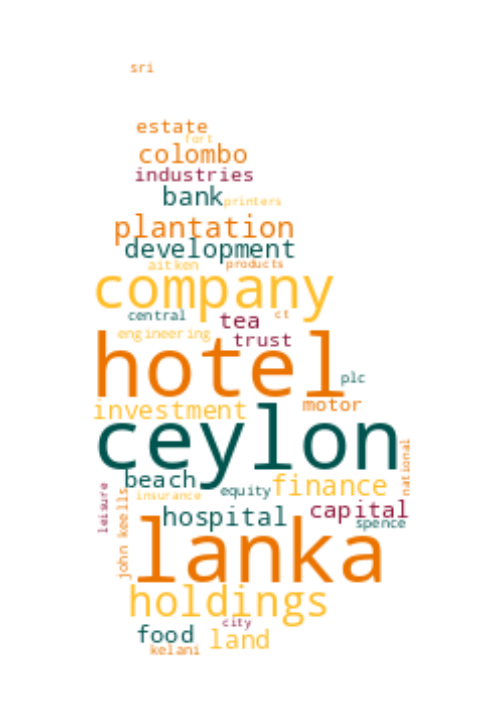 sri
estate
fort
colombo
industries
bank printers
plantation
development
aitken products
company
central tea ct
engineering trust
hotel
plc
investment motor
ceylon
national
beach
leisure insurance equity finance
john keells
hospital capital
spence
lanka
holdings
city
food land
kelani